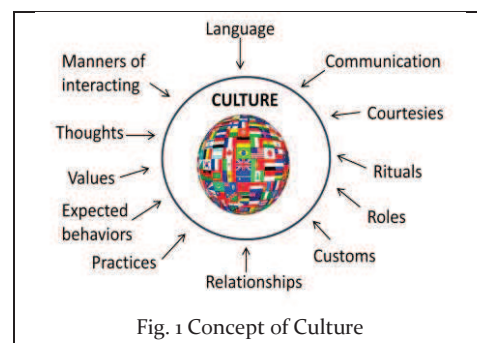 Language
Manners of
interacting
Communication
CULTURE
Courtesies
Thoughts
Rituals
Values
Roles
Expected
behaviors
Customs
Practices
Relationships
Fig. 1 Concept of Culture